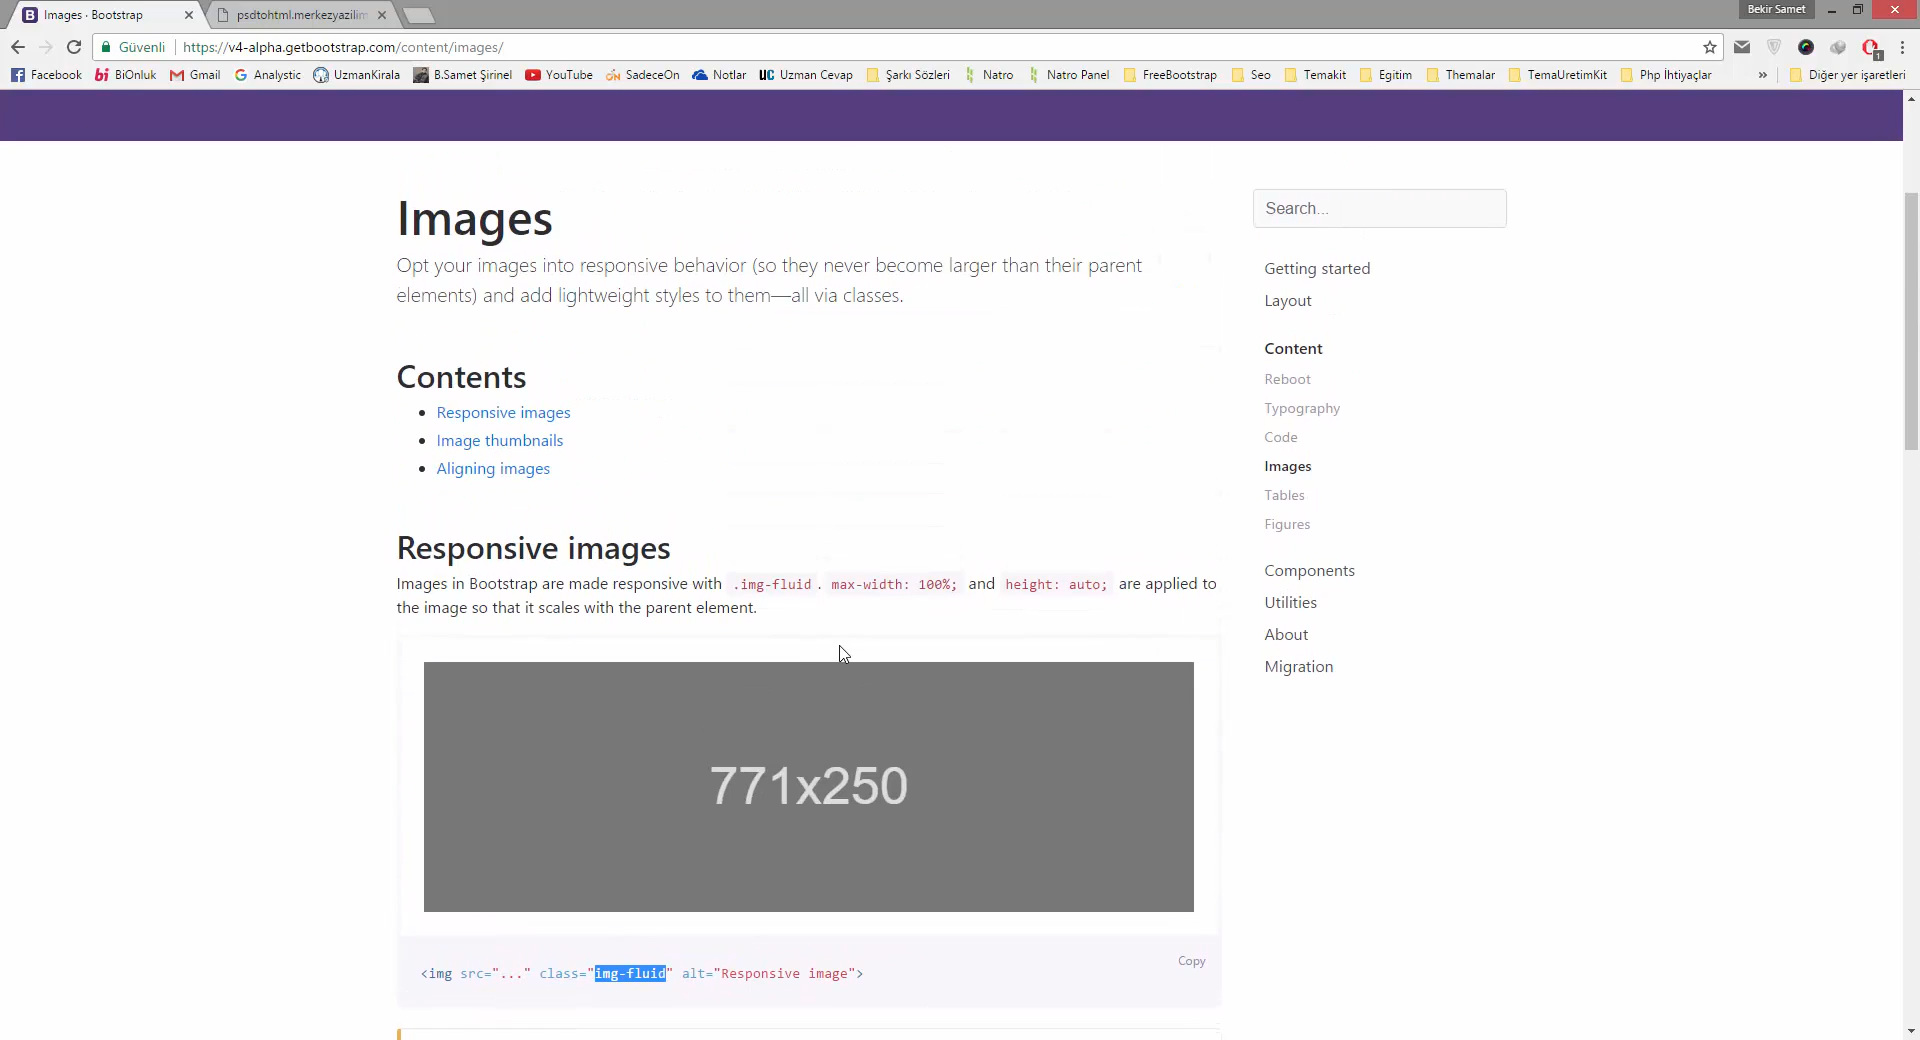 Images · Bootstrap
psdtohtml.merkezyazilim
Bekir Samet
Güvenli
https://v4-alpha.getbootstrap.com/content/images/
Facebook
BiOnluk
Gmail
Analystic
UzmanKirala
B.Samet Şirinel
YouTube
SadeceOn
Notlar
Uzman Cevap
Şarkı Sözleri
Natro
Natro Panel
FreeBootstrap
Seo
Temakit
Egitim
Themalar
TemaUretimKit
Php İhtiyaçlar
»
Diğer yer işaretleri
Images
Opt your images into responsive behavior (so they never become larger than their parent
elements) and add lightweight styles to them—all via classes.
Contents
Responsive images
Image thumbnails
Aligning images
Responsive images
Images in Bootstrap are made responsive with .img-fluid. max-width: 100%; and height: auto; are applied to
the image so that it scales with the parent element.
771x250
Copy
<img src="..." class="img-fluid" alt="Responsive image">
Search...
Getting started
Layout
Content
Reboot
Typography
Code
Images
Tables
Figures
Components
Utilities
About
Migration